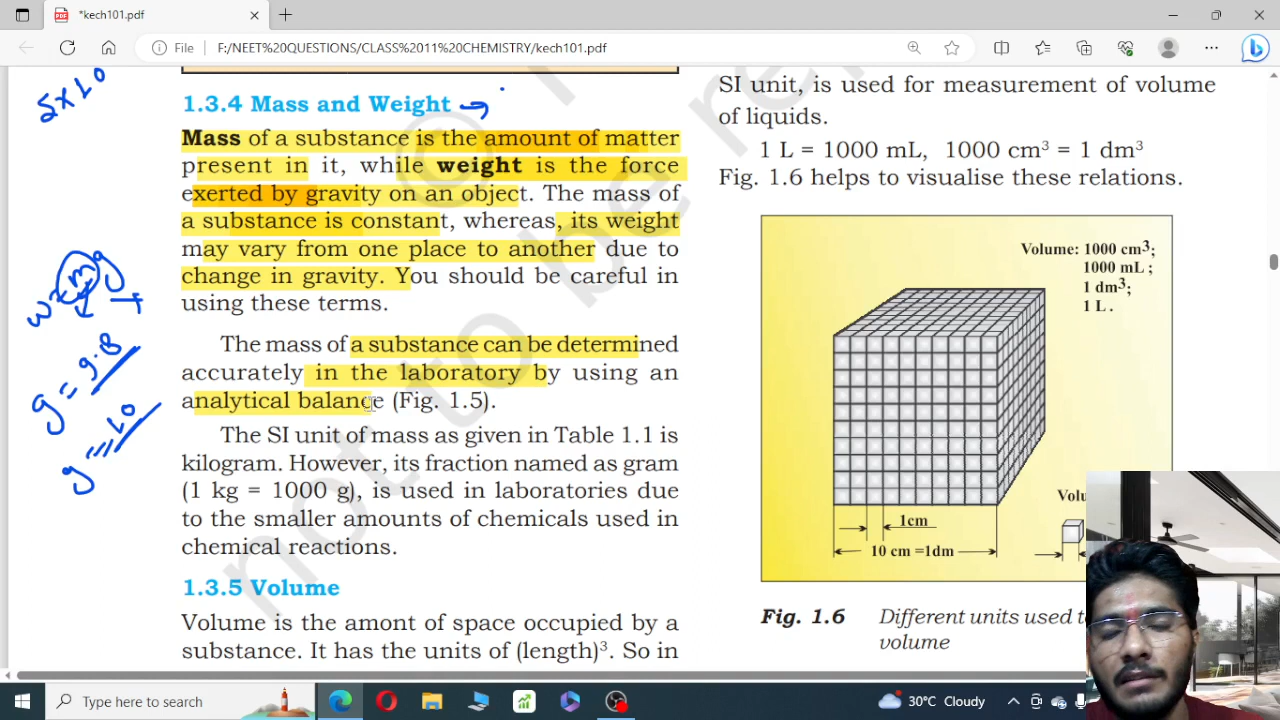 *kech101.pdf
File F:/NEET%20QUESTIONS/CLASS%2011%20CHEMISTRY/kech101.pdf
5x10
1.3.4 Mass and Weight
Mass of a substance is the amount of matter
present in it, while weight is the force
exerted by gravity on an object. The mass of
a substance is constant, whereas, its weight
may vary from one place to another due to
change in gravity. You should be careful in
using these terms.
w=mg
g = 9.8
g = 10
The mass of a substance can be determined
accurately in the laboratory by using an
analytical balance (Fig. 1.5).
The SI unit of mass as given in Table 1.1 is
kilogram. However, its fraction named as gram
(1 kg = 1000 g), is used in laboratories due
to the smaller amounts of chemicals used in
chemical reactions.
1.3.5 Volume
Volume is the amont of space occupied by a
substance. It has the units of (length)³. So in
SI unit, is used for measurement of volume
of liquids.
1 L = 1000 mL, 1000 cm³ = 1 dm³
Fig. 1.6 helps to visualise these relations.
Volume: 1000 cm³;
1000 mL ;
1 dm³;
1 L .
1cm
10 cm =1dm
Fig. 1.6 Different units used
volume
not to be
Type here to search
30°C Cloudy